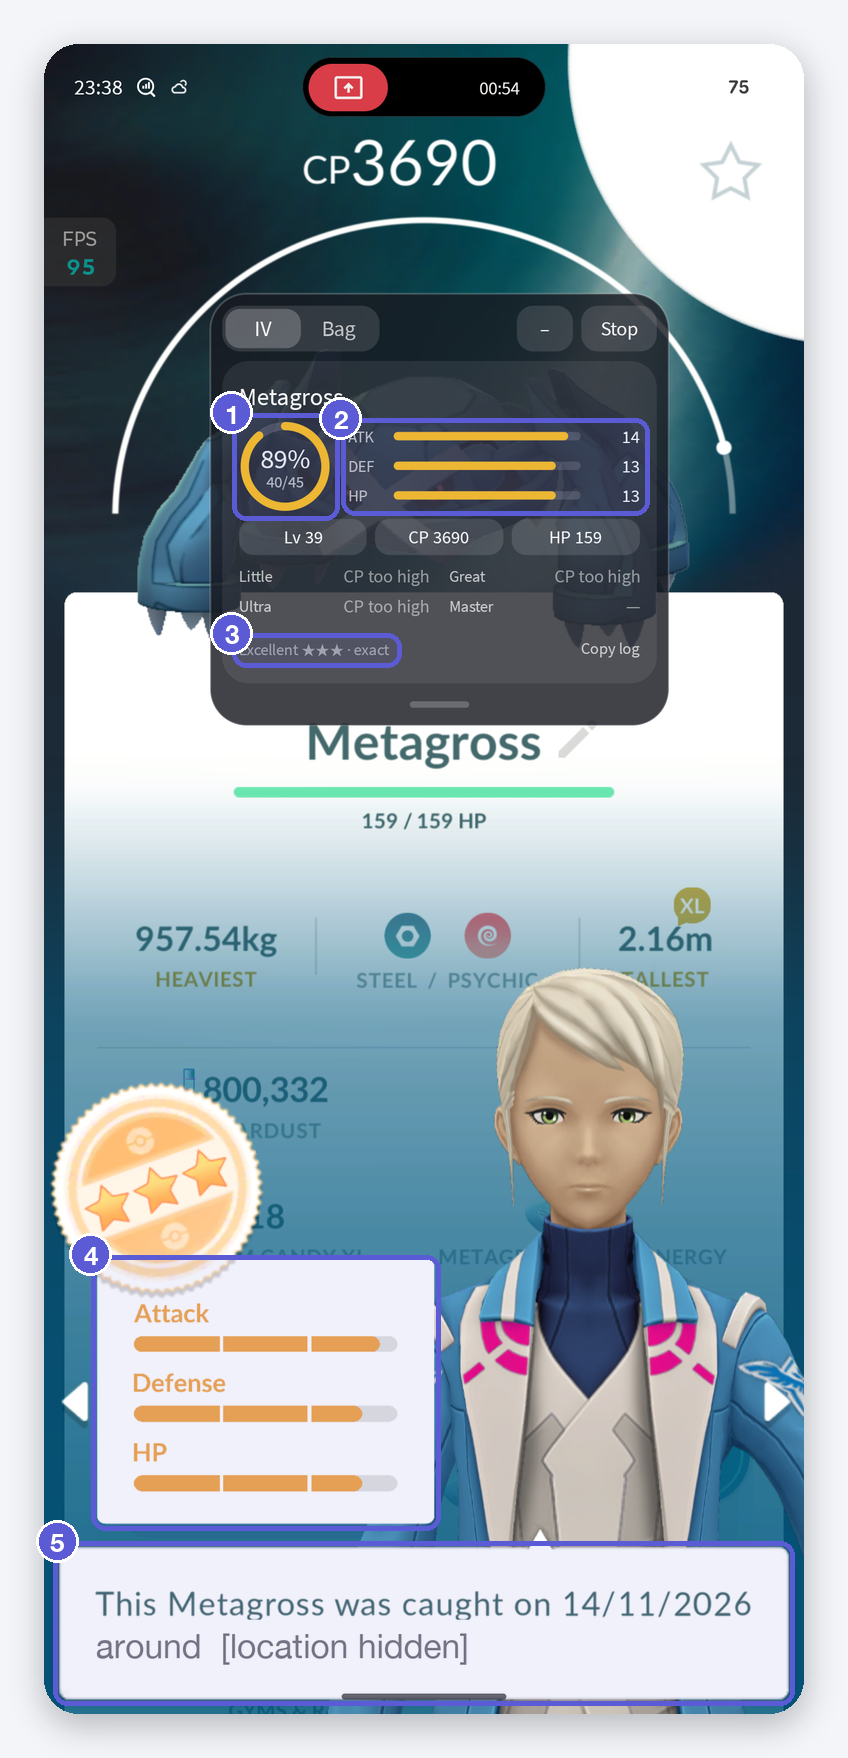 23:38
00:54
75
CP3690
FPS
95
IV Bag – Stop
Metagross
1
2
89%
40/45
ATK 14
DEF 13
HP 13
Lv 39 CP 3690 HP 159
Little CP too high Great CP too high
Ultra CP too high Master —
3
Excellent ★★★ · exact Copy log
Metagross
159 / 159 HP
XL
957.54kg 2.16m
HEAVIEST STEEL / PSYCHIC TALLEST
800,332
18
4
Attack
Defense
HP
5
This Metagross was caught on 14/11/2026
around [location hidden]